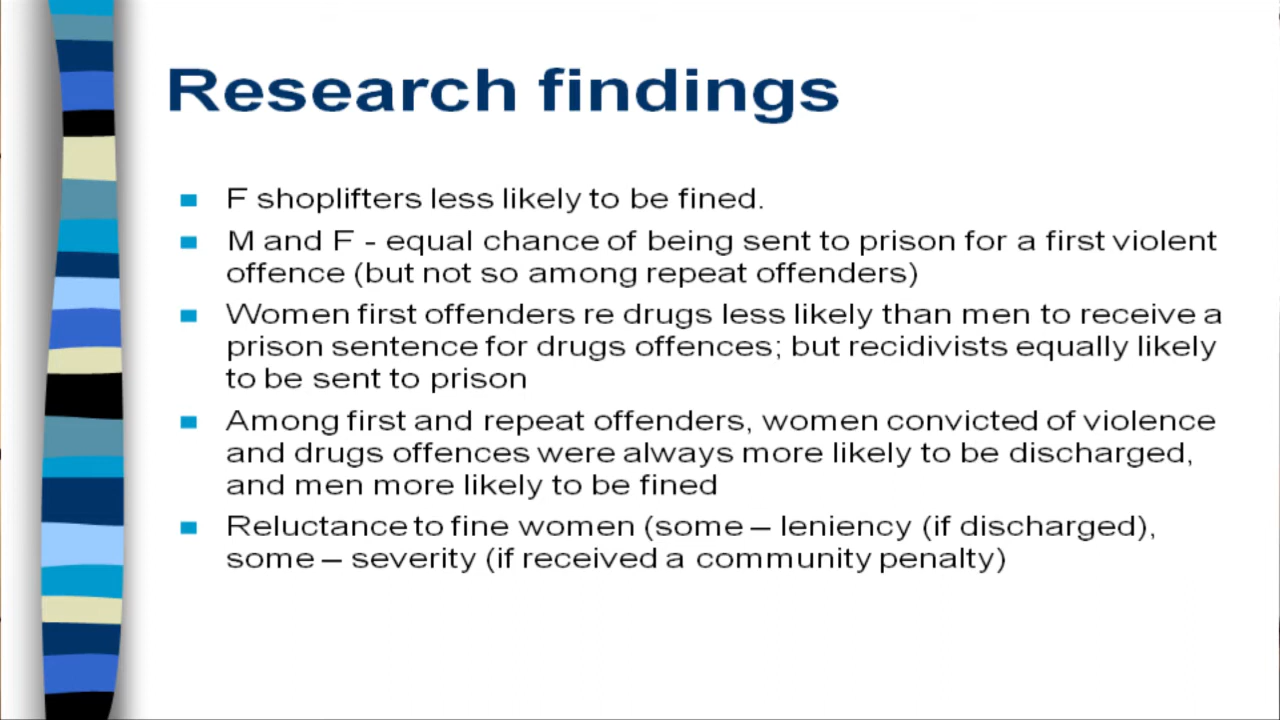 Research findings
F shoplifters less likely to be fined.
M and F - equal chance of being sent to prison for a first violent
offence (but not so among repeat offenders)
Women first offenders re drugs less likely than men to receive a
prison sentence for drugs offences; but recidivists equally likely
to be sent to prison
Among first and repeat offenders, women convicted of violence
and drugs offences were always more likely to be discharged,
and men more likely to be fined
Reluctance to fine women (some – leniency (if discharged),
some – severity (if received a community penalty)